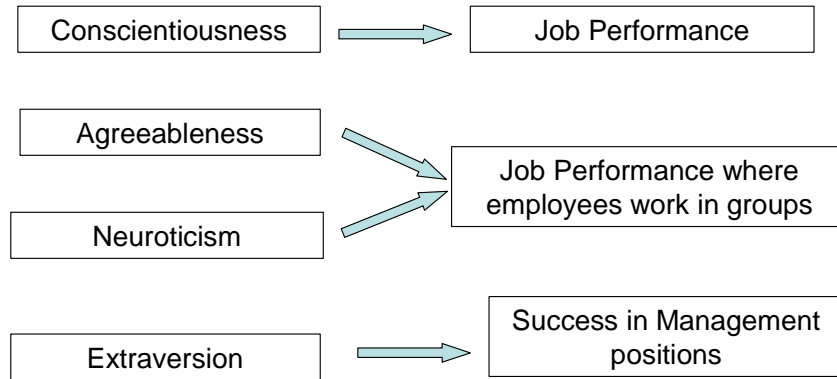 Conscientiousness
Job Performance
Agreeableness
Job Performance where
employees work in groups
Neuroticism
Extraversion
Success in Management
positions